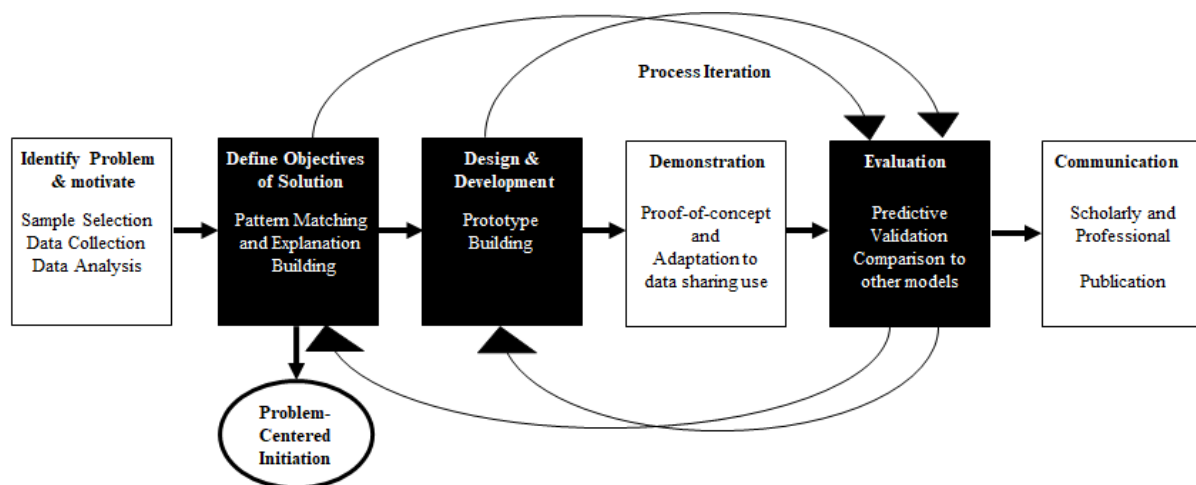 Process Iteration
Identify Problem
& motivate
Sample Selection
Data Collection
Data Analysis
Define Objectives
of Solution
Pattern Matching
and Explanation
Building
Design &
Development
Prototype
Building
Demonstration
Proof-of-concept
and
Adaptation to
data sharing use
Evaluation
Predictive
Validation
Comparison to
other models
Communication
Scholarly and
Professional
Publication
Problem-
Centered
Initiation